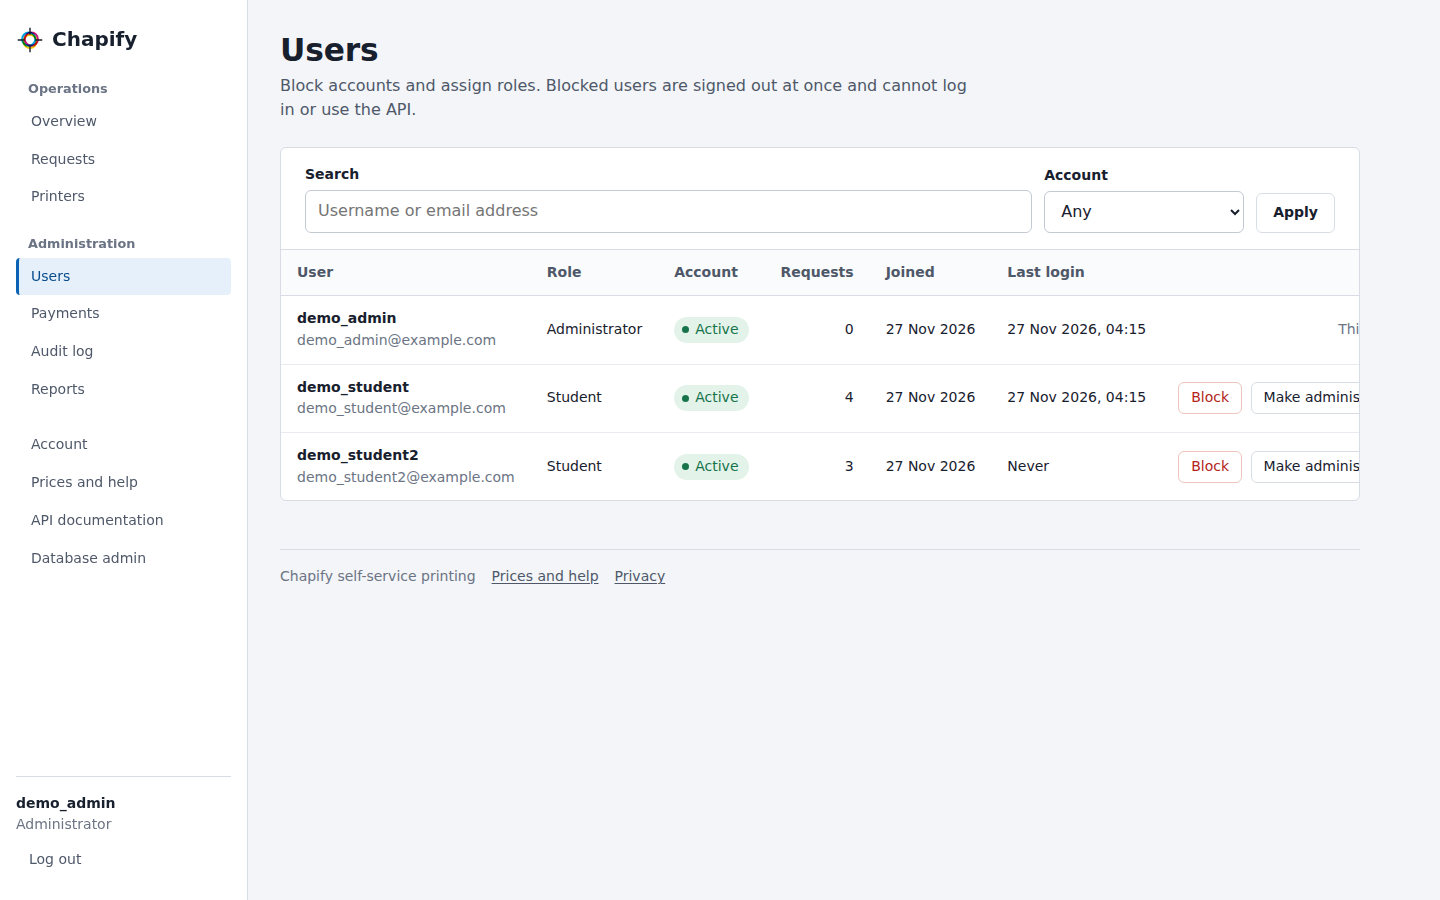 Chapify
Operations
Overview
Requests
Printers
Administration
Users
Payments
Audit log
Reports
Account
Prices and help
API documentation
Database admin
demo_admin
Administrator
Log out
Users
Block accounts and assign roles. Blocked users are signed out at once and cannot log
in or use the API.
Search
Username or email address
Account
Any
Apply
User Role Account Requests Joined Last login
demo_admin
demo_admin@example.com
Administrator Active 0 27 Nov 2026 27 Nov 2026, 04:15 Thi
demo_student
demo_student@example.com
Student Active 4 27 Nov 2026 27 Nov 2026, 04:15 Block Make adminis
demo_student2
demo_student2@example.com
Student Active 3 27 Nov 2026 Never Block Make adminis
Chapify self-service printing Prices and help Privacy